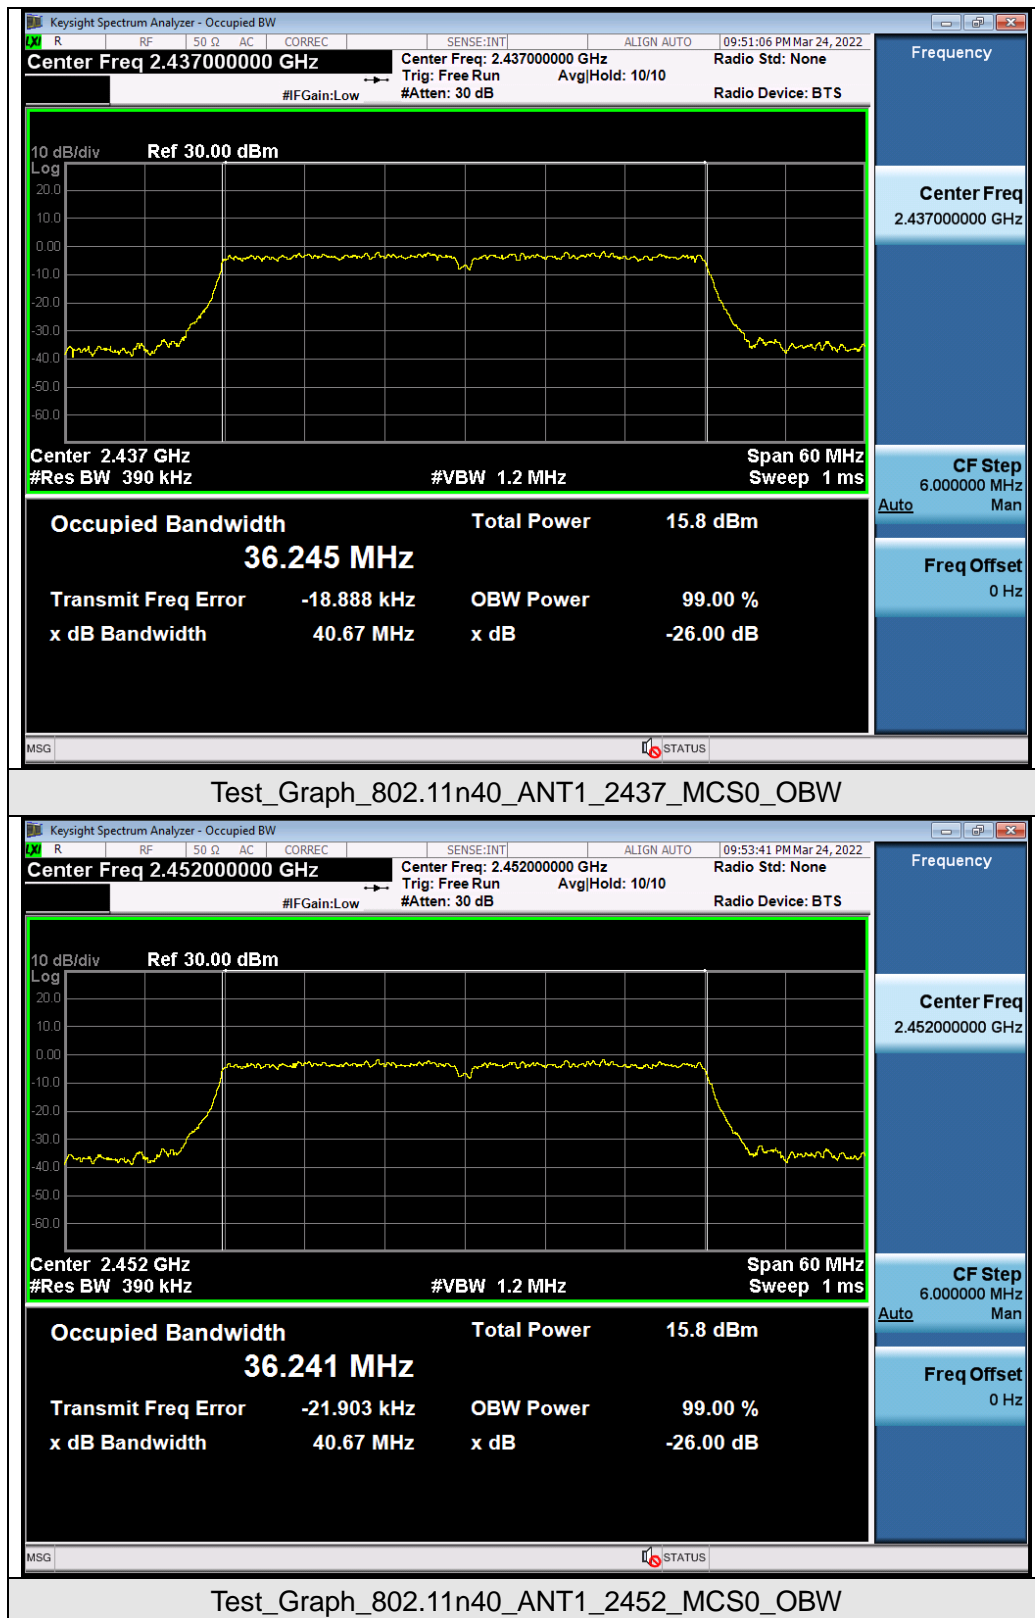 Keysight Spectrum Analyzer - Occupied BW
LXI R RF 50 Ω AC CORREC SENSE:INT ALIGN AUTO 09:51:06 PM Mar 24, 2022
Center Freq 2.437000000 GHz Center Freq: 2.437000000 GHz Radio Std: None Frequency
Trig: Free Run Avg|Hold: 10/10
#IFGain:Low #Atten: 30 dB Radio Device: BTS
10 dB/div Ref 30.00 dBm
Log
20.0
10.0
0.00
-10.0
-20.0
-30.0
-40.0
-50.0
-60.0
Center Freq
2.437000000 GHz
Center 2.437 GHz Span 60 MHz
#Res BW 390 kHz #VBW 1.2 MHz Sweep 1 ms
CF Step
6.000000 MHz
Auto Man
Occupied Bandwidth Total Power 15.8 dBm
36.245 MHz
Freq Offset
0 Hz
Transmit Freq Error -18.888 kHz OBW Power 99.00 %
x dB Bandwidth 40.67 MHz x dB -26.00 dB
MSG STATUS
Test_Graph_802.11n40_ANT1_2437_MCS0_OBW
Keysight Spectrum Analyzer - Occupied BW
LXI R RF 50 Ω AC CORREC SENSE:INT ALIGN AUTO 09:53:41 PM Mar 24, 2022
Center Freq 2.452000000 GHz Center Freq: 2.452000000 GHz Radio Std: None Frequency
Trig: Free Run Avg|Hold: 10/10
#IFGain:Low #Atten: 30 dB Radio Device: BTS
10 dB/div Ref 30.00 dBm
Log
20.0
10.0
0.00
-10.0
-20.0
-30.0
-40.0
-50.0
-60.0
Center Freq
2.452000000 GHz
Center 2.452 GHz Span 60 MHz
#Res BW 390 kHz #VBW 1.2 MHz Sweep 1 ms
CF Step
6.000000 MHz
Auto Man
Occupied Bandwidth Total Power 15.8 dBm
36.241 MHz
Freq Offset
0 Hz
Transmit Freq Error -21.903 kHz OBW Power 99.00 %
x dB Bandwidth 40.67 MHz x dB -26.00 dB
MSG STATUS
Test_Graph_802.11n40_ANT1_2452_MCS0_OBW